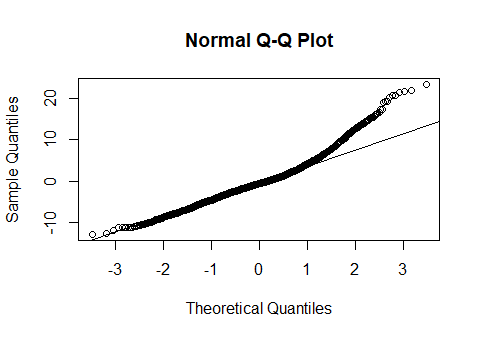 Normal Q-Q Plot
Sample Quantiles
20
10
0
-10
-3 -2 -1 0 1 2 3
Theoretical Quantiles